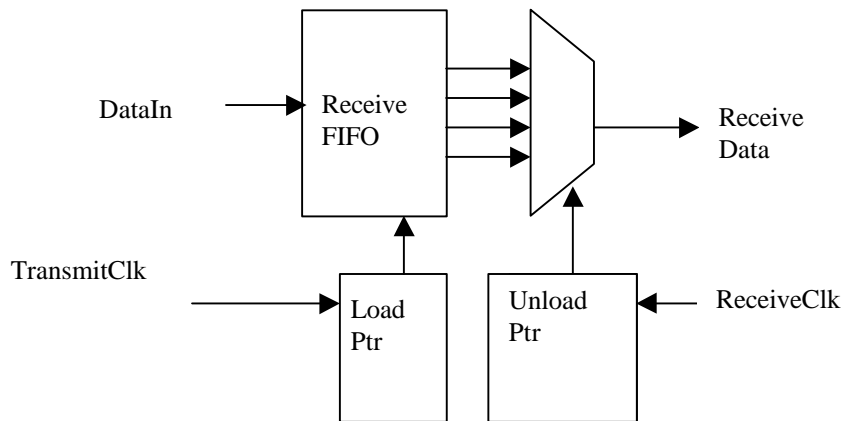 DataIn
Receive
FIFO
Receive
Data
TransmitClk
Load
Ptr
Unload
Ptr
ReceiveClk